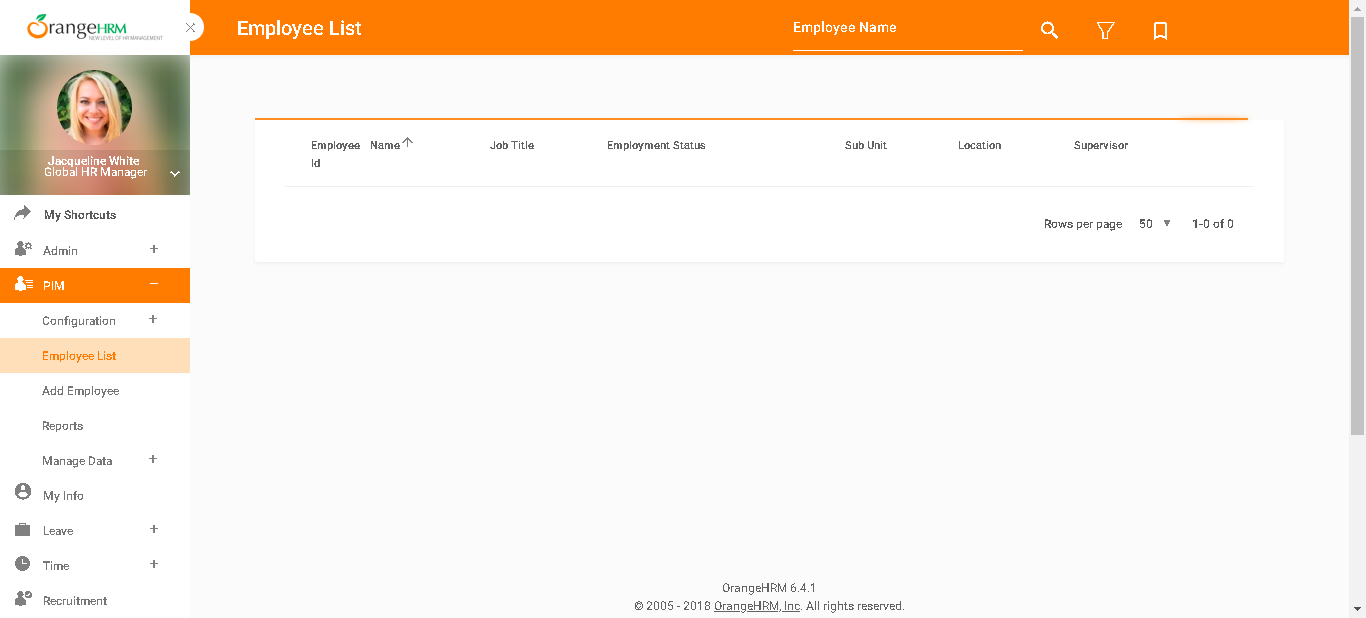 OrangeHRM
NEW LEVEL OF HR MANAGEMENT
Employee List
Employee Name
Jacqueline White
Global HR Manager
My Shortcuts
Admin
PIM
Configuration
Employee List
Add Employee
Reports
Manage Data
My Info
Leave
Time
Recruitment
Employee Id
Name
Job Title
Employment Status
Sub Unit
Location
Supervisor
Rows per page 50 1-0 of 0
OrangeHRM 6.4.1
© 2005 - 2018 OrangeHRM, Inc. All rights reserved.